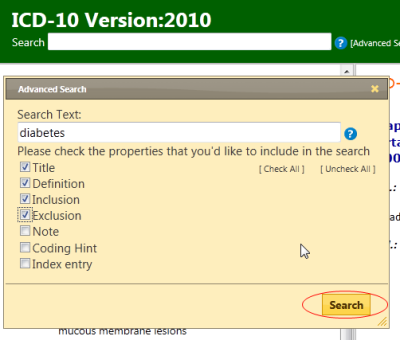 ICD-10 Version:2010
Search ? [Advanced Se
Advanced Search
Search Text:
diabetes ?
Please check the properties that you'd like to include in the search
Title [ Check All ] [ Uncheck All ]
Definition
Inclusion
Exclusion
Note
Coding Hint
Index entry
Search
mucous membrane lesions